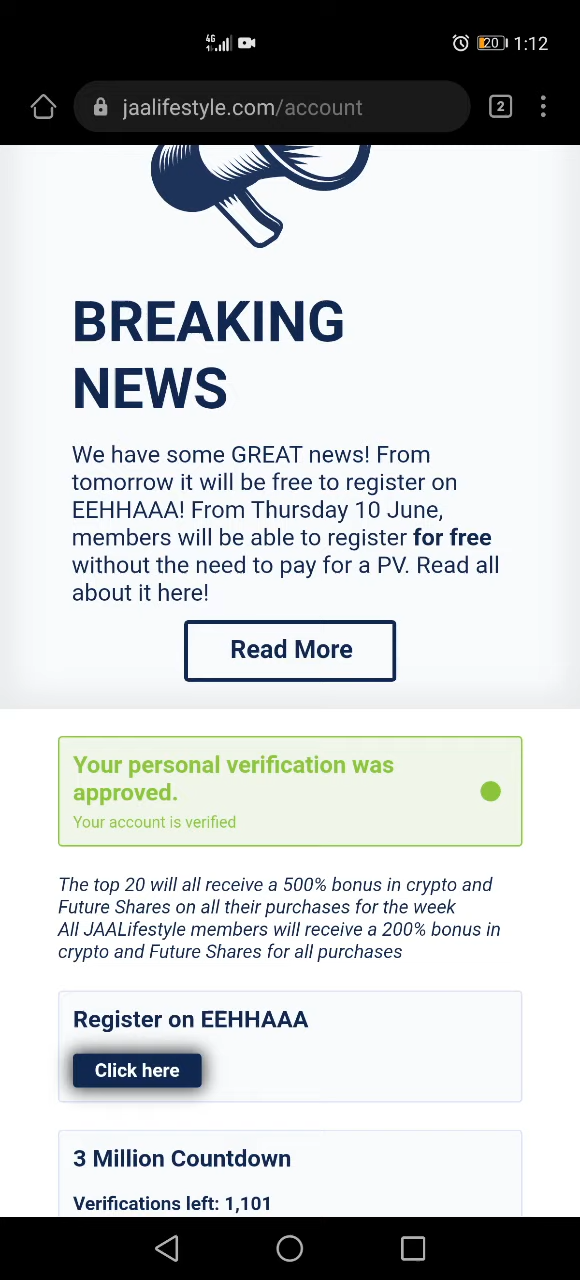 4G 20 1:12
jaalifestyle.com/account 2
BREAKING
NEWS
We have some GREAT news! From
tomorrow it will be free to register on
EEHHAAA! From Thursday 10 June,
members will be able to register for free
without the need to pay for a PV. Read all
about it here!
Read More
Your personal verification was
approved.
Your account is verified
The top 20 will all receive a 500% bonus in crypto and
Future Shares on all their purchases for the week
All JAALifestyle members will receive a 200% bonus in
crypto and Future Shares for all purchases
Register on EEHHAAA
Click here
3 Million Countdown
Verifications left: 1,101